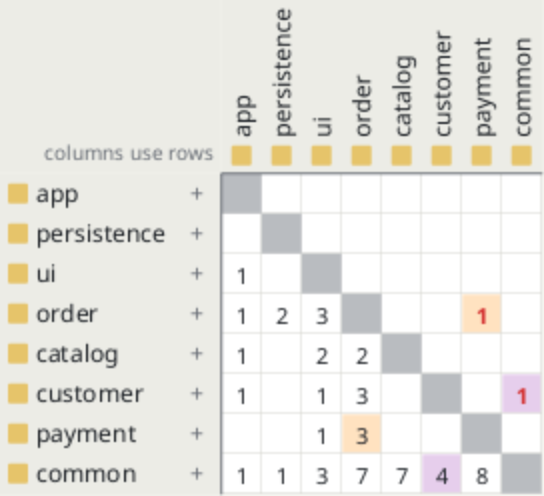 app persistence ui order catalog customer payment common
columns use rows
app +
persistence +
ui + 1
order + 1 2 3 1
catalog + 1 2 2
customer + 1 1 3 1
payment + 1 3
common + 1 1 3 7 7 4 8